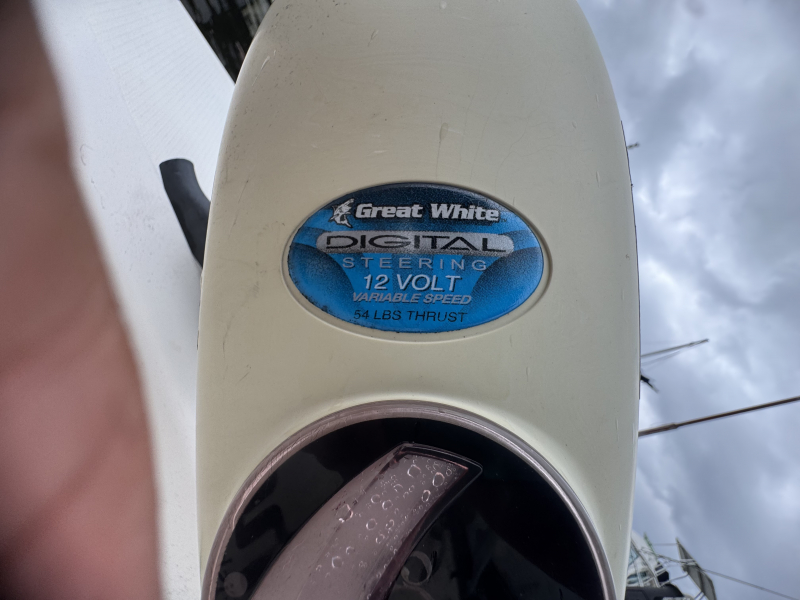 Great White
DIGITAL
STEERING
12 VOLT
VARIABLE SPEED
54 LBS THRUST